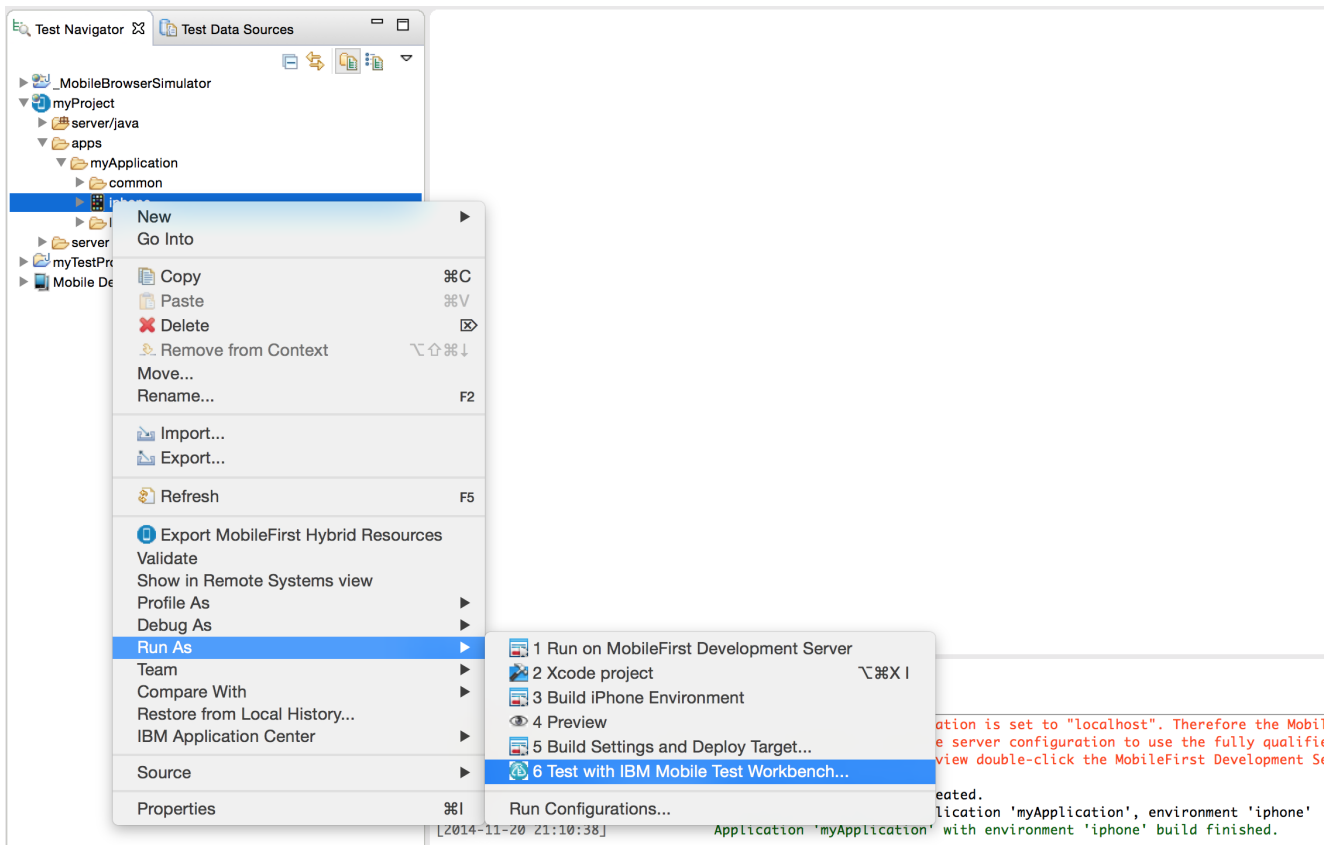 Test Navigator
Test Data Sources
_MobileBrowserSimulator
myProject
server/java
apps
myApplication
common
server
New
Go Into
Copy ⌘C
Paste ⌘V
Delete ⌦
Remove from Context ⌥⇧⌘↓
Move...
Rename... F2
Import...
Export...
Refresh F5
Export MobileFirst Hybrid Resources
Validate
Show in Remote Systems view
Profile As
Debug As
Run As
Team
Compare With
Restore from Local History...
IBM Application Center
Source
Properties ⌘I
1 Run on MobileFirst Development Server
2 Xcode project ⌥⌘X I
3 Build iPhone Environment
4 Preview
5 Build Settings and Deploy Target...
6 Test with IBM Mobile Test Workbench...
Run Configurations...
is set to "localhost". Therefore the
server configuration to use the fully
view double-click the MobileFirst Development
'myApplication', environment 'iphone'
[2014-11-20 21:10:38] Application 'myApplication' with environment 'iphone' build finished.